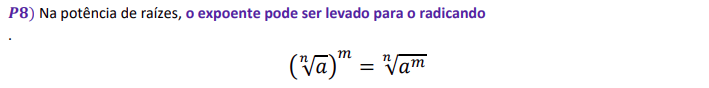 P8) Na potência de raízes, o expoente pode ser levado para o radicando
.
(ⁿ√a)ᵐ = ⁿ√aᵐ